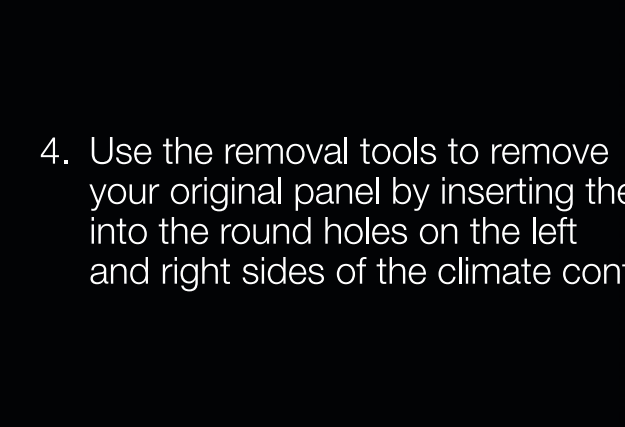 4. Use the removal tools to remove
your original panel by inserting
into the round holes on the left
and right sides of the climate